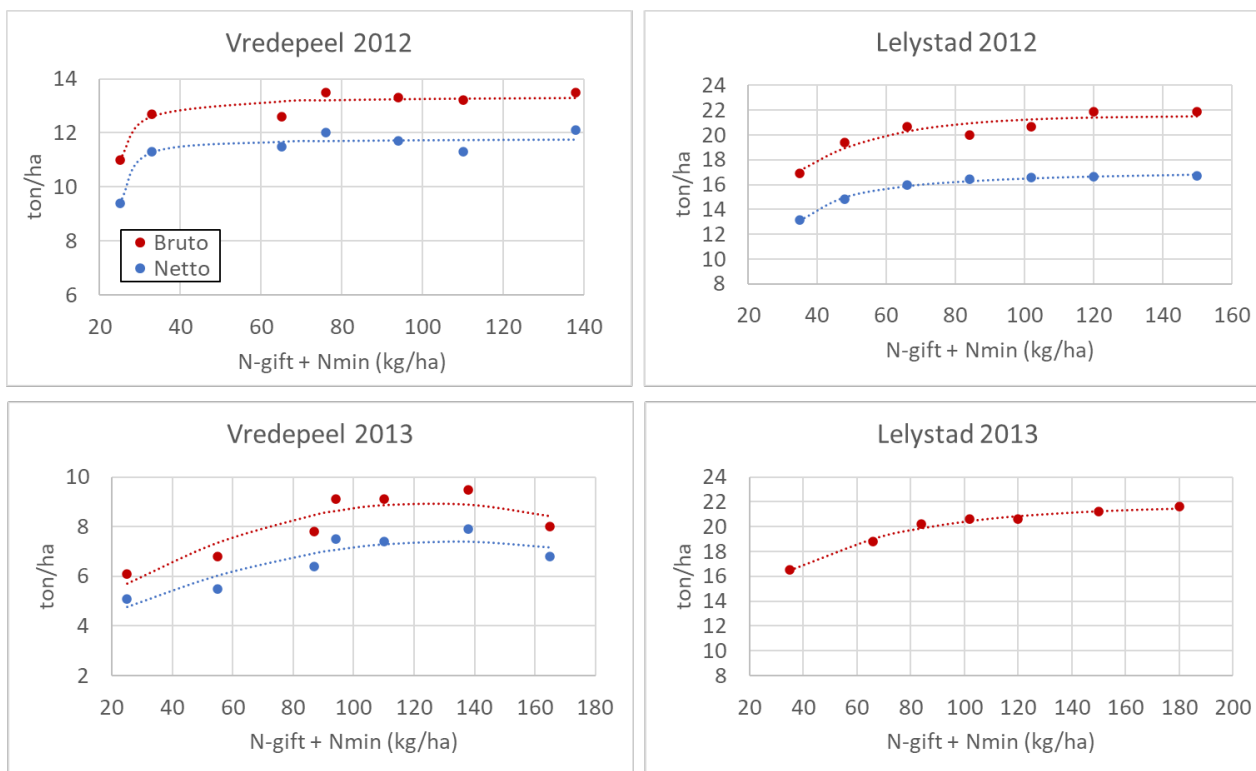 Vredepeel 2012
14
12
10
8
6
ton/ha
Bruto
Netto
20 40 60 80 100 120 140
N-gift + Nmin (kg/ha)
Lelystad 2012
24
22
20
18
16
14
12
10
8
ton/ha
20 40 60 80 100 120 140 160
N-gift + Nmin (kg/ha)
Vredepeel 2013
10
8
6
4
2
ton/ha
20 40 60 80 100 120 140 160 180
N-gift + Nmin (kg/ha)
Lelystad 2013
24
22
20
18
16
14
12
10
8
ton/ha
20 40 60 80 100 120 140 160 180 200
N-gift + Nmin (kg/ha)